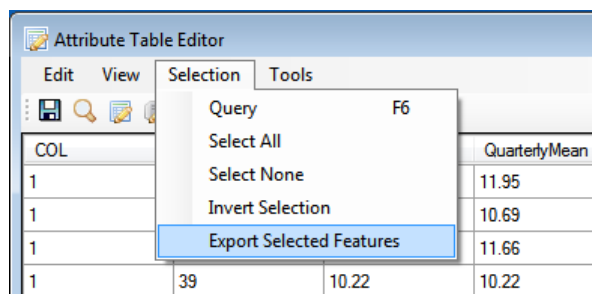 Attribute Table Editor
Edit View Selection Tools
Query F6
Select All
Select None
Invert Selection
Export Selected Features
COL QuarterlyMean
1 11.95
1 10.69
1 11.66
1 39 10.22 10.22